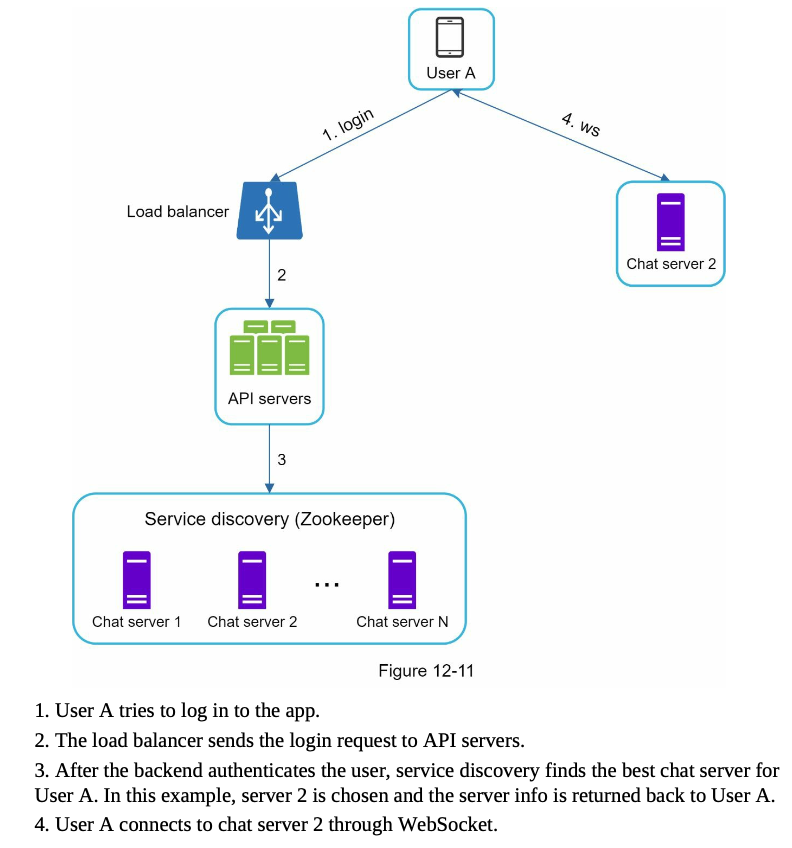 User A
1. login
4. ws
Load balancer
Chat server 2
2
API servers
3
Service discovery (Zookeeper)
...
Chat server 1
Chat server 2
Chat server N
Figure 12-11
1. User A tries to log in to the app.
2. The load balancer sends the login request to API servers.
3. After the backend authenticates the user, service discovery finds the best chat server for
User A. In this example, server 2 is chosen and the server info is returned back to User A.
4. User A connects to chat server 2 through WebSocket.